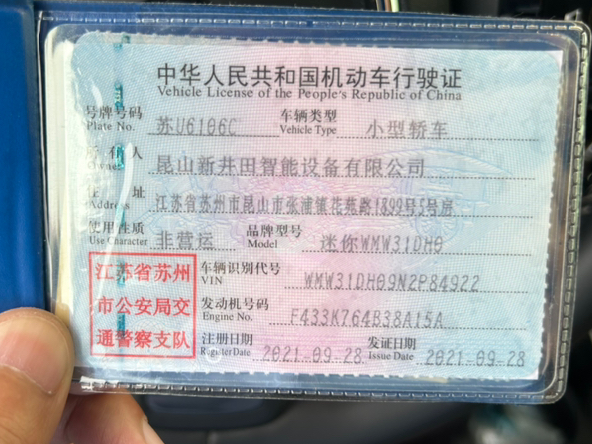 中华人民共和国机动车行驶证
Vehicle License of the People's Republic of China
号牌号码 Plate No. 苏U6106C 车辆类型 Vehicle Type 小型轿车
所有人 Owner 昆山新井田智能设备有限公司
住址 Address 江苏省苏州市昆山市张浦镇花苑路1899号5号房
使用性质 Use Character 非营运 品牌型号 Model 迷你WMW31DH0
江苏省苏州市公安局交通警察支队
车辆识别代号 VIN WMW31DH09N2P84922
发动机号码 Engine No. F433K764B38A15A
注册日期 Register Date 2021-09-28 发证日期 Issue Date 2021-09-28